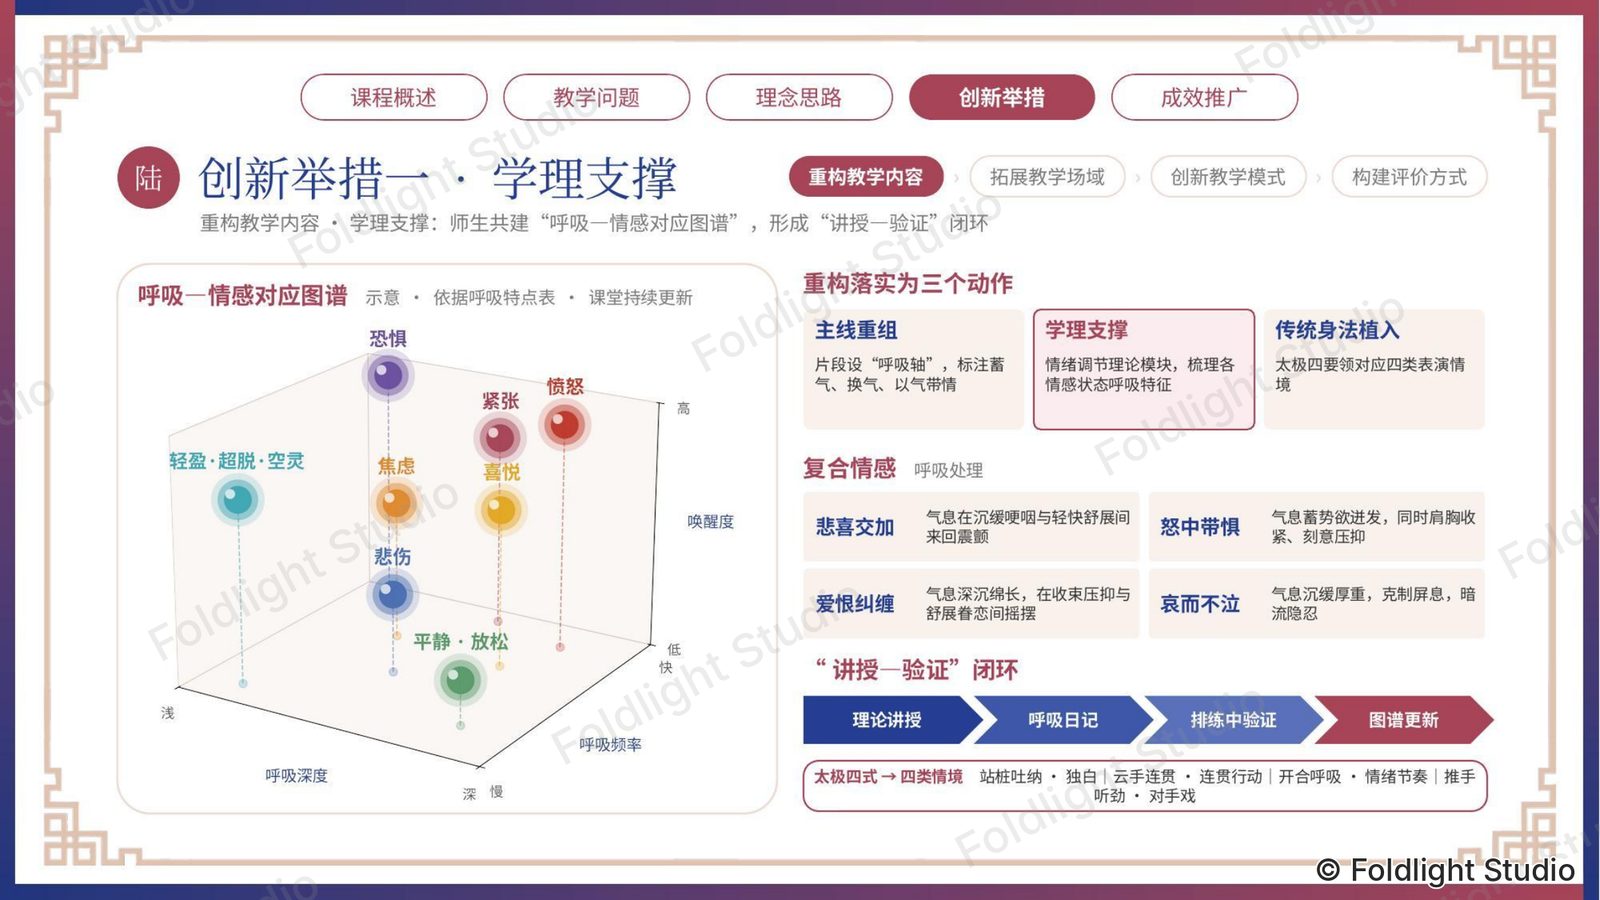 课程概述
教学问题
理念思路
创新举措
成效推广
陆
创新举措一 · 学理支撑
重构教学内容
›
拓展教学场域
›
创新教学模式
›
构建评价方式
重构教学内容 · 学理支撑：师生共建“呼吸—情感对应图谱”，形成“讲授—验证”闭环
呼吸—情感对应图谱 示意 · 依据呼吸特点表 · 课堂持续更新
恐惧
愤怒
紧张
高
轻盈·超脱·空灵
焦虑
喜悦
唤醒度
悲伤
平静 · 放松
低
快
浅
呼吸频率
呼吸深度
深
慢
重构落实为三个动作
主线重组
片段设“呼吸轴”，标注蓄
气、换气、以气带情
学理支撑
情绪调节理论模块，梳理各
情感状态呼吸特征
传统身法植入
太极四要领对应四类表演情
境
复合情感 呼吸处理
悲喜交加
气息在沉缓哽咽与轻快舒展间
来回震颤
怒中带惧
气息蓄势欲迸发，同时肩胸收
紧、刻意压抑
爱恨纠缠
气息深沉绵长，在收束压抑与
舒展眷恋间摇摆
哀而不泣
气息沉缓厚重，克制屏息，暗
流隐忍
“讲授—验证”闭环
理论讲授
呼吸日记
排练中验证
图谱更新
太极四式→四类情境 站桩吐纳 · 独白｜云手连贯 · 连贯行动｜开合呼吸 · 情绪节奏｜推手
听劲 · 对手戏
© Foldlight Studio